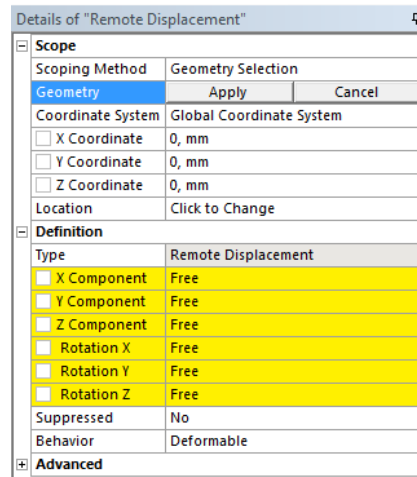 Details of "Remote Displacement"
Scope
Scoping Method Geometry Selection
Geometry Apply Cancel
Coordinate System Global Coordinate System
X Coordinate 0, mm
Y Coordinate 0, mm
Z Coordinate 0, mm
Location Click to Change
Definition
Type Remote Displacement
X Component Free
Y Component Free
Z Component Free
Rotation X Free
Rotation Y Free
Rotation Z Free
Suppressed No
Behavior Deformable
Advanced